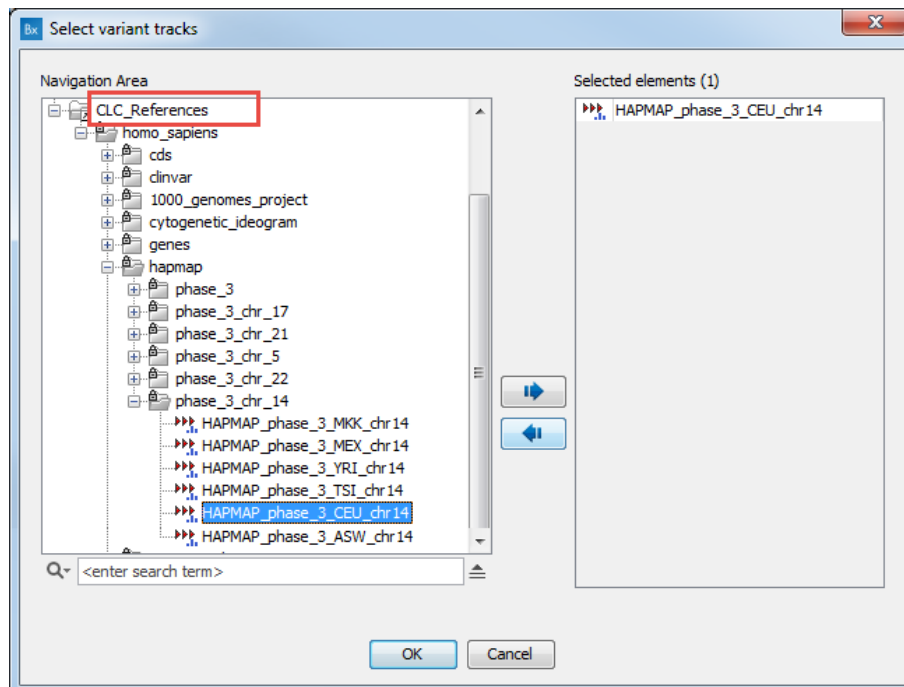 Bx Select variant tracks
x
Navigation Area
Selected elements (1)
CLC_References
homo_sapiens
cds
clinvar
1000_genomes_project
cytogenetic_ideogram
genes
hapmap
phase_3
phase_3_chr_17
phase_3_chr_21
phase_3_chr_5
phase_3_chr_22
phase_3_chr_14
HAPMAP_phase_3_MKK_chr14
HAPMAP_phase_3_MEX_chr14
HAPMAP_phase_3_YRI_chr14
HAPMAP_phase_3_TSI_chr14
HAPMAP_phase_3_CEU_chr14
HAPMAP_phase_3_ASW_chr14
HAPMAP_phase_3_CEU_chr14
<enter search term>
OK
Cancel